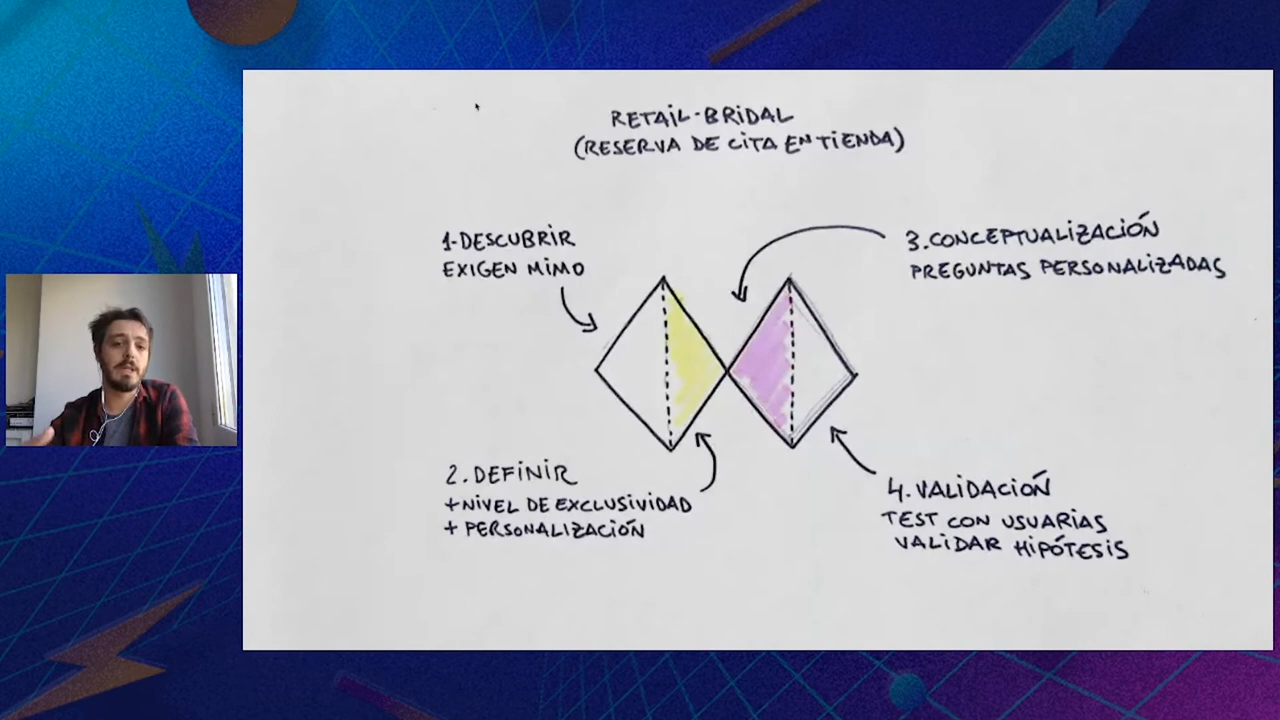 RETAIL-BRIDAL
(RESERVA DE CITA EN TIENDA)
1-DESCUBRIR
EXIGEN MIMO
2. DEFINIR
+ NIVEL DE EXCLUSIVIDAD
+ PERSONALIZACIÓN
3. CONCEPTUALIZACIÓN
PREGUNTAS PERSONALIZADAS
4. VALIDACIÓN
TEST CON USUARIAS
VALIDAR HIPÓTESIS